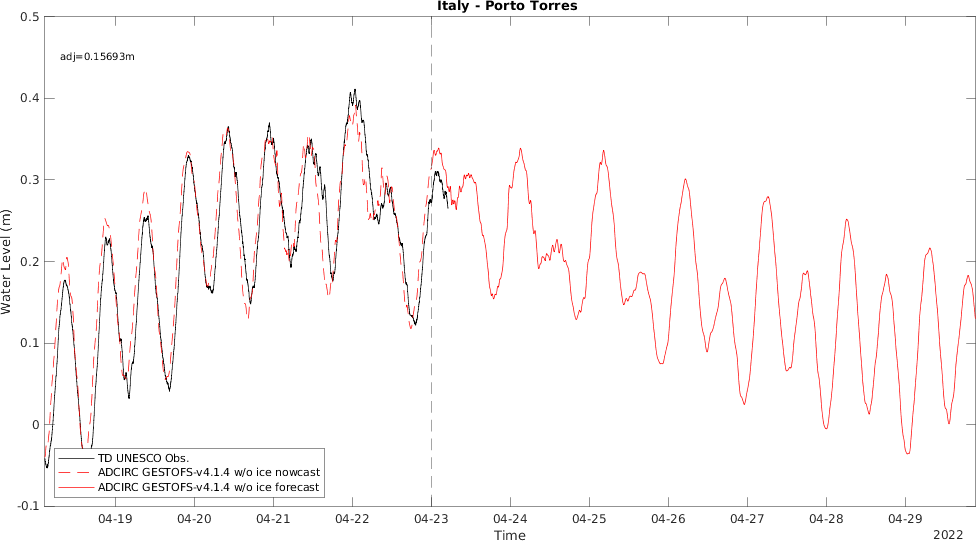 Italy - Porto Torres
adj=0.15693m
0.5
0.4
0.3
0.2
0.1
0
-0.1
Water Level (m)
TD UNESCO Obs.
ADCIRC GESTOFS-v4.1.4 w/o ice nowcast
ADCIRC GESTOFS-v4.1.4 w/o ice forecast
04-19 04-20 04-21 04-22 04-23 04-24 04-25 04-26 04-27 04-28 04-29
Time
2022